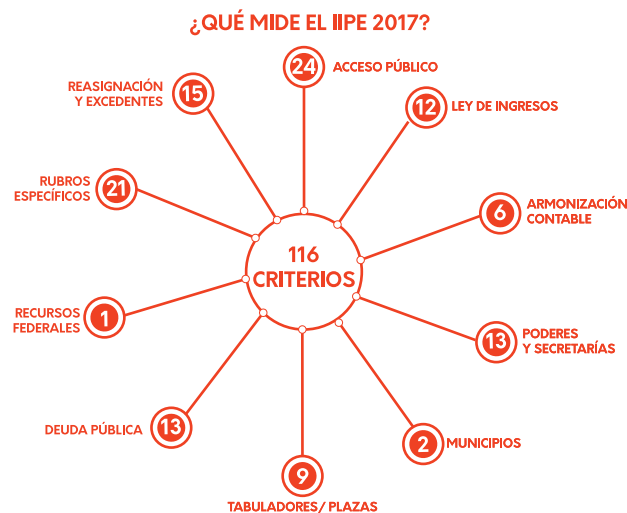 ¿QUÉ MIDE EL IIPE 2017?
24
ACCESO PÚBLICO
12
LEY DE INGRESOS
6
ARMONIZACIÓN
CONTABLE
13
PODERES
Y SECRETARÍAS
2
MUNICIPIOS
9
TABULADORES/ PLAZAS
13
DEUDA PÚBLICA
1
RECURSOS
FEDERALES
21
RUBROS
ESPECÍFICOS
15
REASIGNACIÓN
Y EXCEDENTES
116
CRITERIOS